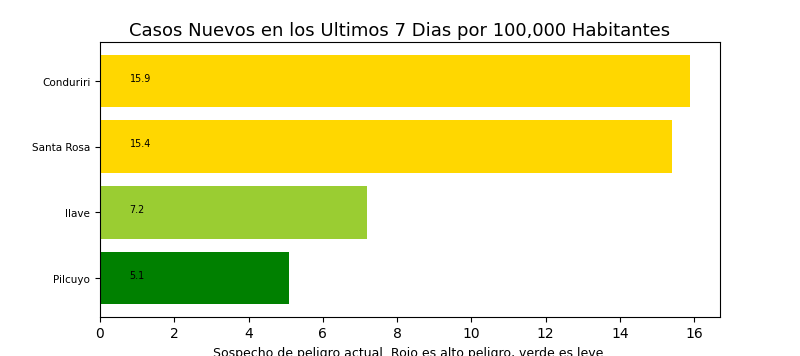 Casos Nuevos en los Ultimos 7 Dias por 100,000 Habitantes
Conduriri
15.9
Santa Rosa
15.4
Ilave
7.2
Pilcuyo
5.1
0 2 4 6 8 10 12 14 16
Sospecho de peligro actual. Rojo es alto peligro, verde es leve